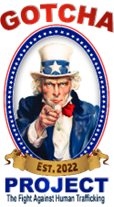 GOTCHA
EST. 2022
PROJECT
The Fight Against Human Trafficking